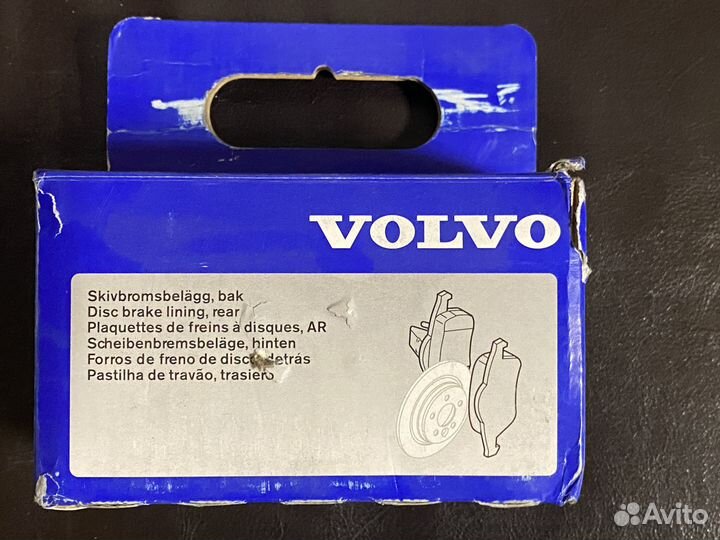 VOLVO
Skivbromsbelägg, bak
Disc brake lining, rear
Plaquettes de freins à disques, AR
Scheibenbremsbeläge, hinten
Forros de freno de disco detrás
Pastilha de travão, trasiero
Avito